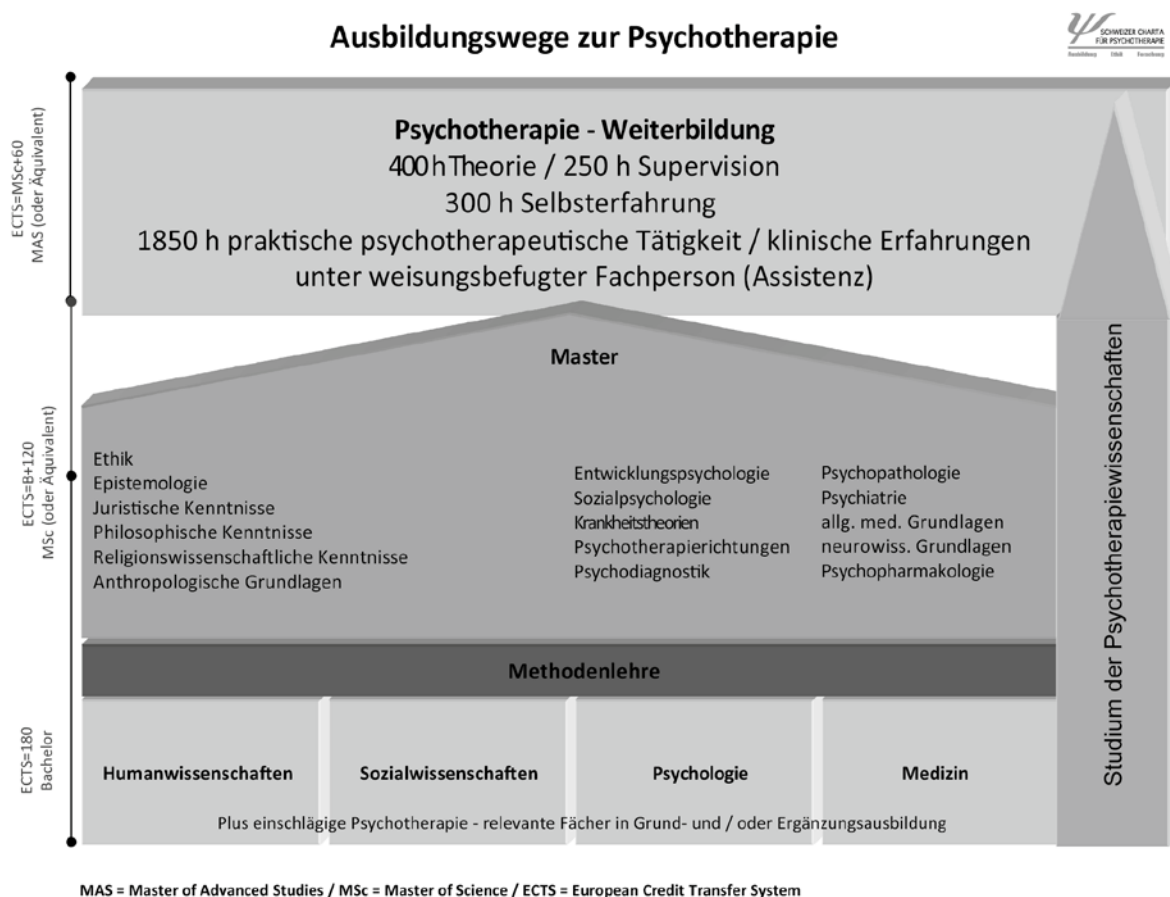 Ausbildungswege zur Psychotherapie
SCHWEIZER CHARTA
FÜR PSYCHOTHERAPIE
Ausbildung Ethik Forschung
ECTS=MSc+60
MAS (oder Äquivalent)
Psychotherapie - Weiterbildung
400 h Theorie / 250 h Supervision
300 h Selbsterfahrung
1850 h praktische psychotherapeutische Tätigkeit / klinische Erfahrungen
unter weisungsbefugter Fachperson (Assistenz)
ECTS=B+120
MSc (oder Äquivalent)
Master
Ethik
Epistemologie
Juristische Kenntnisse
Philosophische Kenntnisse
Religionswissenschaftliche Kenntnisse
Anthropologische Grundlagen
Entwicklungspsychologie
Sozialpsychologie
Krankheitstheorien
Psychotherapierichtungen
Psychodiagnostik
Psychopathologie
Psychiatrie
allg. med. Grundlagen
neurowiss. Grundlagen
Psychopharmakologie
Studium der Psychotherapiewissenschaften
Methodenlehre
ECTS=180
Bachelor
Humanwissenschaften
Sozialwissenschaften
Psychologie
Medizin
Plus einschlägige Psychotherapie - relevante Fächer in Grund- und / oder Ergänzungsausbildung
MAS = Master of Advanced Studies / MSc = Master of Science / ECTS = European Credit Transfer System